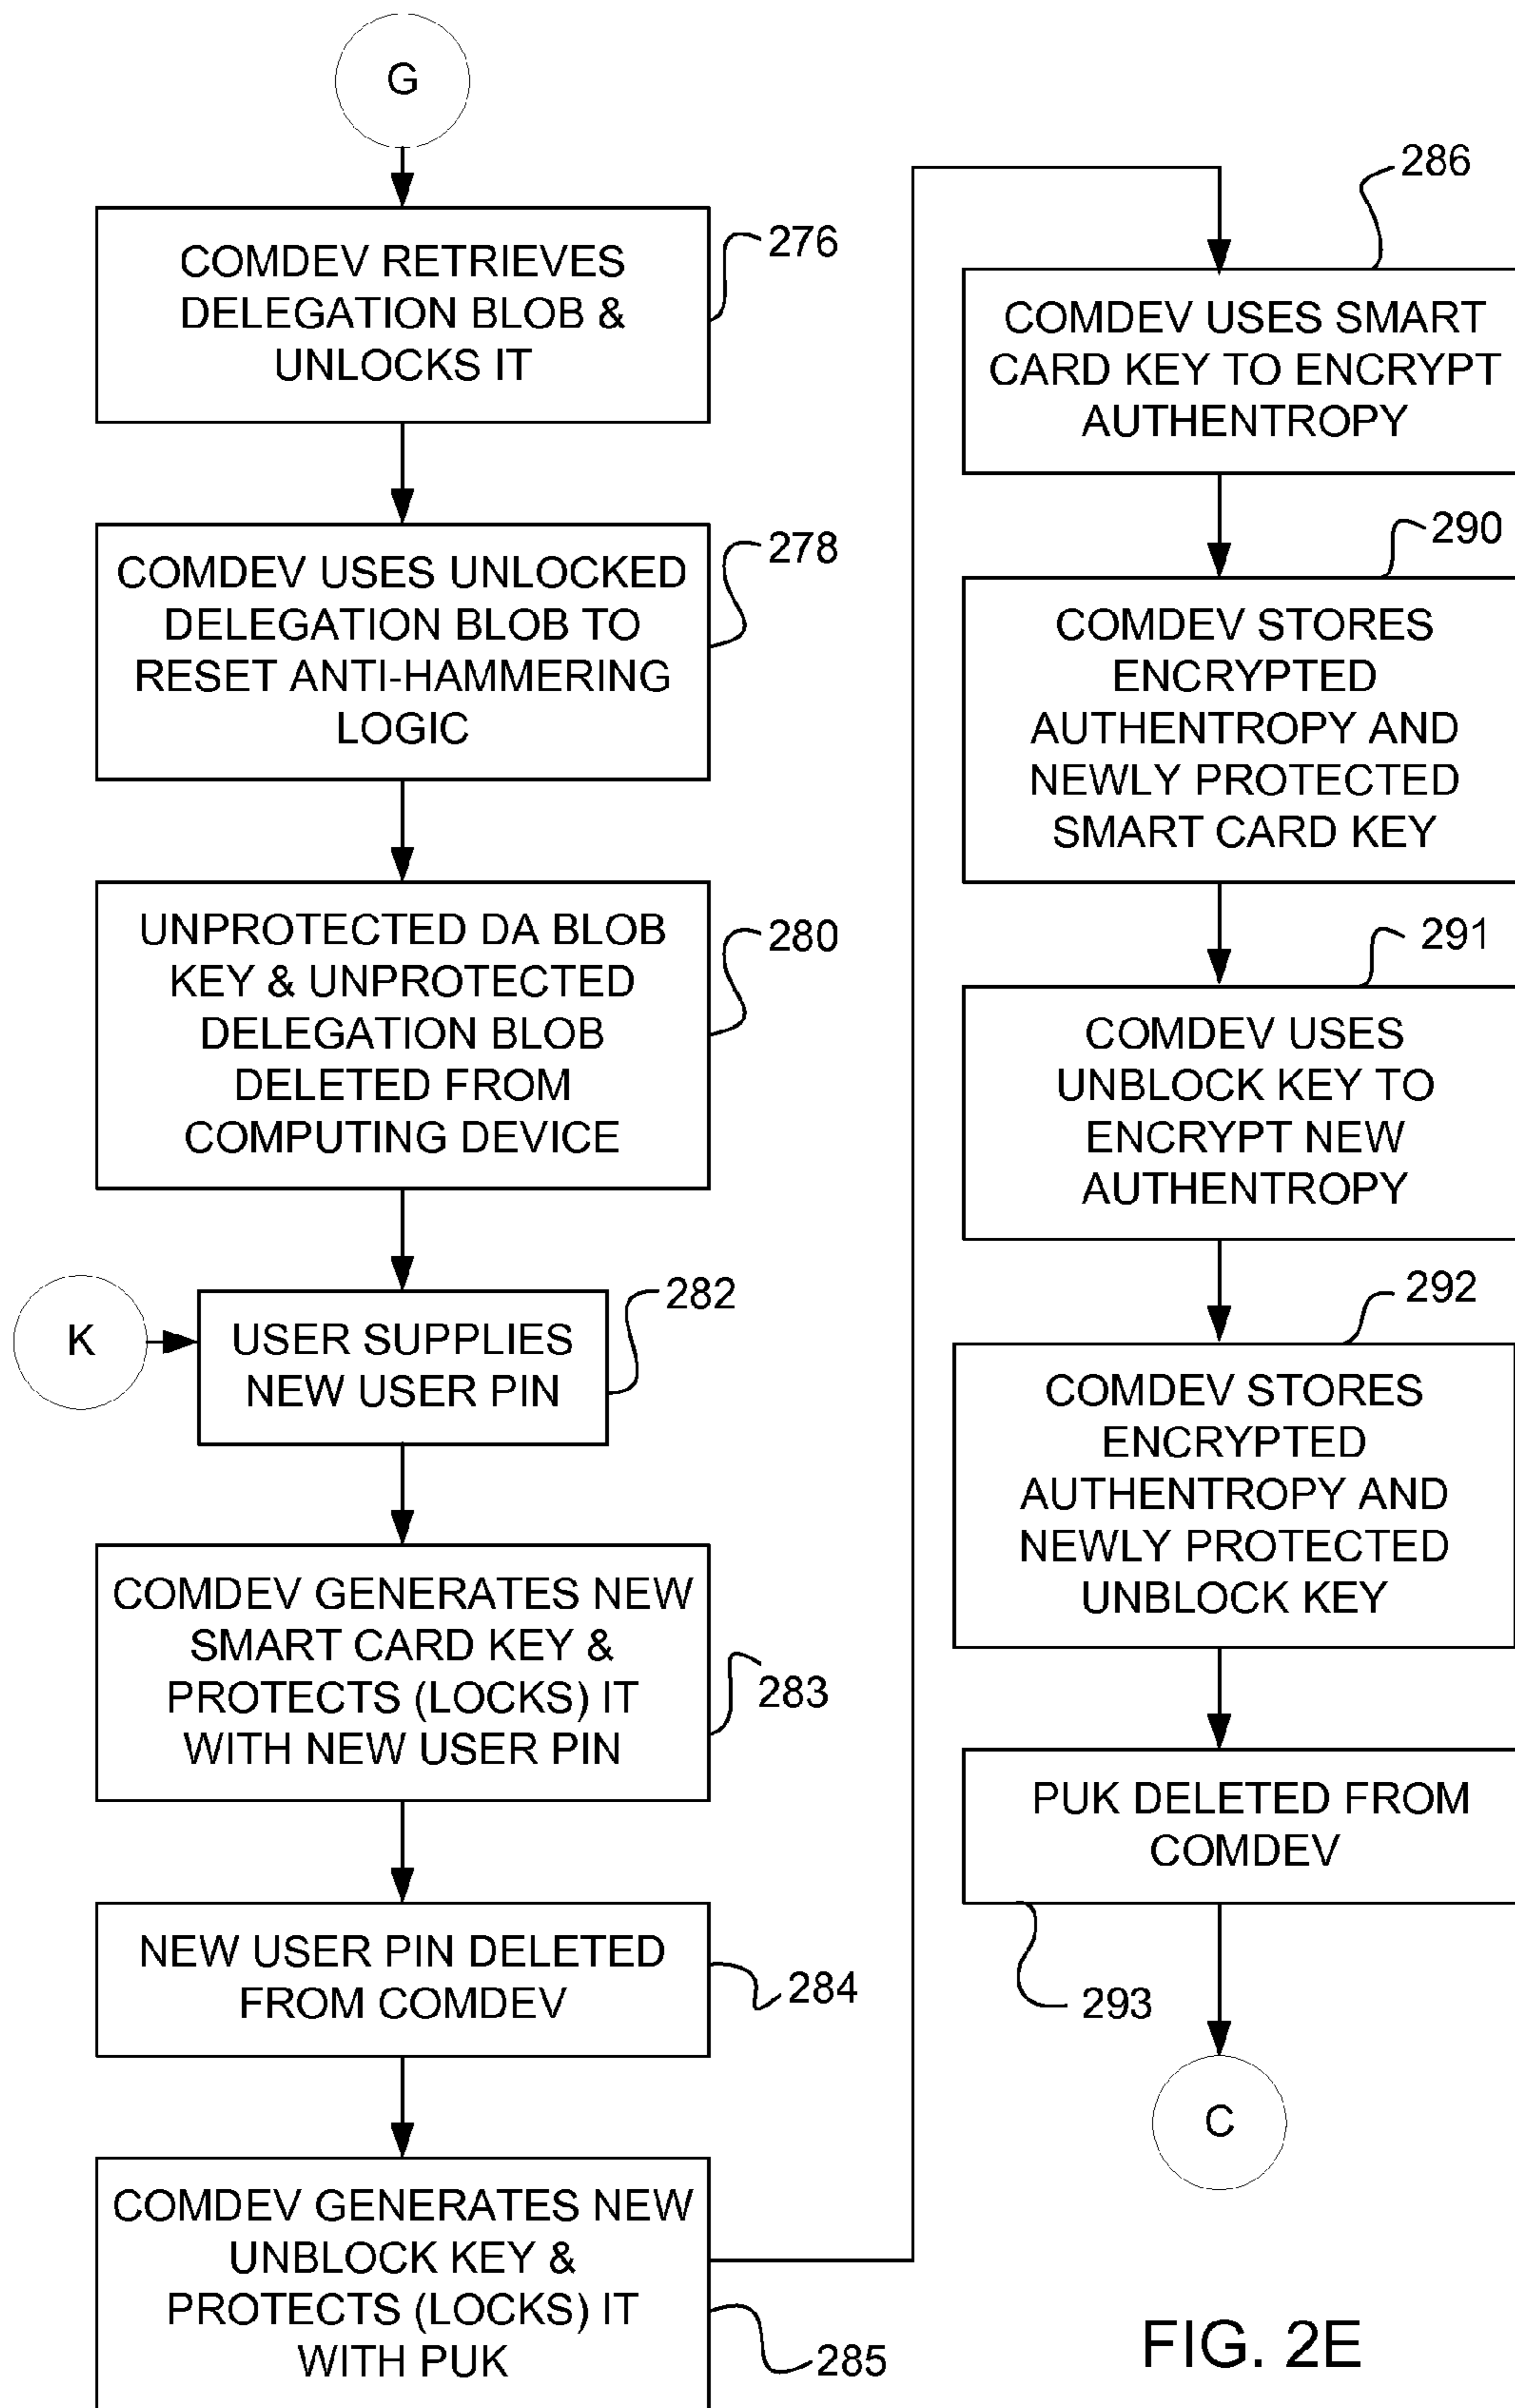 G
COMDEV RETRIEVES
DELEGATION BLOB &
UNLOCKS IT
276
COMDEV USES UNLOCKED
DELEGATION BLOB TO
RESET ANTI-HAMMERING
LOGIC
278
UNPROTECTED DA BLOB
KEY & UNPROTECTED
DELEGATION BLOB
DELETED FROM
COMPUTING DEVICE
280
K
USER SUPPLIES
NEW USER PIN
282
COMDEV GENERATES NEW
SMART CARD KEY &
PROTECTS (LOCKS) IT
WITH NEW USER PIN
283
NEW USER PIN DELETED
FROM COMDEV
284
COMDEV GENERATES NEW
UNBLOCK KEY &
PROTECTS (LOCKS) IT
WITH PUK
285
286
COMDEV USES SMART
CARD KEY TO ENCRYPT
AUTHENTROPY
290
COMDEV STORES
ENCRYPTED
AUTHENTROPY AND
NEWLY PROTECTED
SMART CARD KEY
291
COMDEV USES
UNBLOCK KEY TO
ENCRYPT NEW
AUTHENTROPY
292
COMDEV STORES
ENCRYPTED
AUTHENTROPY AND
NEWLY PROTECTED
UNBLOCK KEY
PUK DELETED FROM
COMDEV
293
C
FIG. 2E